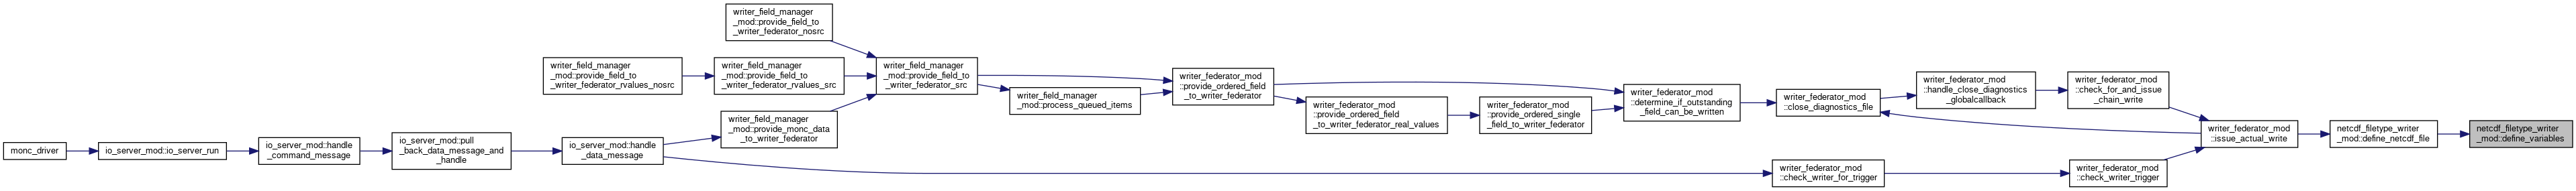 writer_field_manager
_mod::provide_field_to
_writer_federator_nosrc
writer_field_manager
_mod::provide_field_to
_writer_federator_rvalues_nosrc
writer_field_manager
_mod::provide_field_to
_writer_federator_rvalues_src
writer_field_manager
_mod::provide_field_to
_writer_federator_src
writer_field_manager
_mod::process_queued_items
writer_federator_mod
::provide_ordered_field
_to_writer_federator
writer_federator_mod
::provide_ordered_field
_to_writer_federator_real_values
writer_federator_mod
::provide_ordered_single
_field_to_writer_federator
writer_federator_mod
::determine_if_outstanding
_field_can_be_written
writer_federator_mod
::close_diagnostics_file
writer_federator_mod
::handle_close_diagnostics
_globalcallback
writer_federator_mod
::check_for_and_issue
_chain_write
writer_federator_mod
::issue_actual_write
netcdf_filetype_writer
_mod::define_netcdf_file
netcdf_filetype_writer
_mod::define_variables
writer_field_manager
_mod::provide_monc_data
_to_writer_federator
monc_driver
io_server_mod::io_server_run
io_server_mod::handle
_command_message
io_server_mod::pull
_back_data_message_and
_handle
io_server_mod::handle
_data_message
writer_federator_mod
::check_writer_for_trigger
writer_federator_mod
::check_writer_trigger